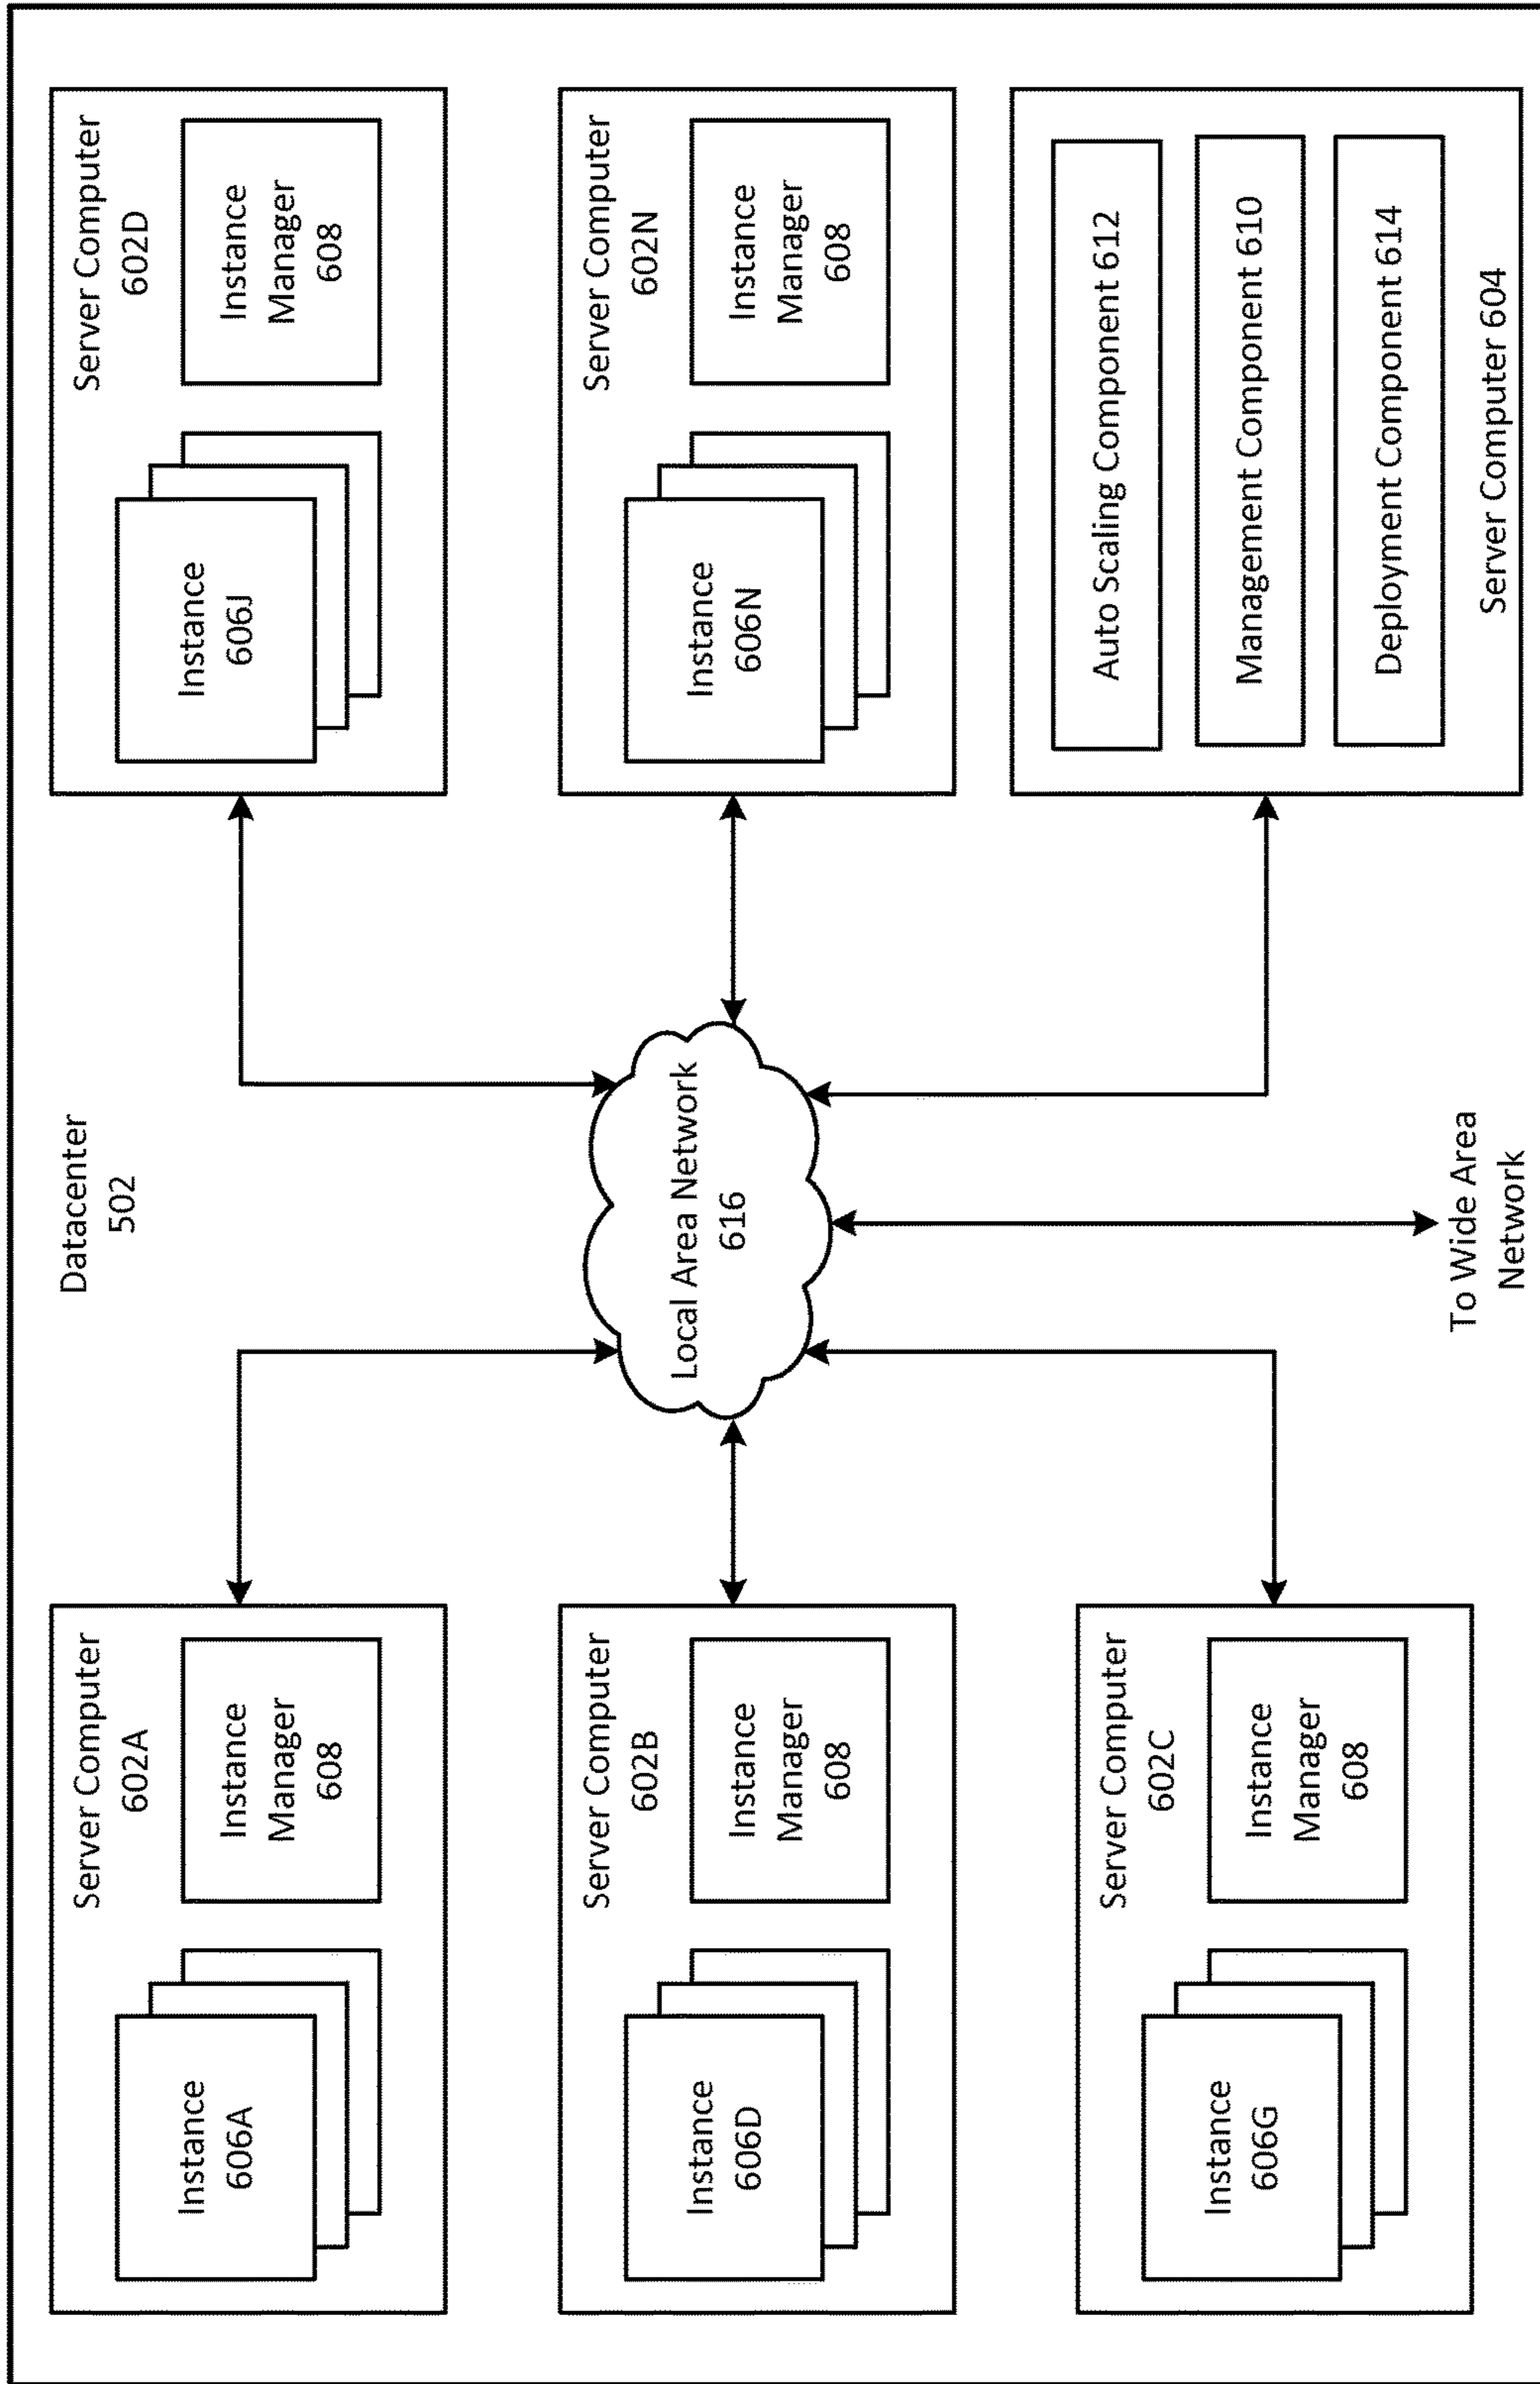 Datacenter
502
Server Computer
602A
Instance
606A
Instance
Manager
608
Server Computer
602B
Instance
606D
Instance
Manager
608
Server Computer
602C
Instance
606G
Instance
Manager
608
Local Area Network
616
To Wide Area
Network
Server Computer
602D
Instance
606J
Instance
Manager
608
Server Computer
602N
Instance
606N
Instance
Manager
608
Auto Scaling Component 612
Management Component 610
Deployment Component 614
Server Computer 604